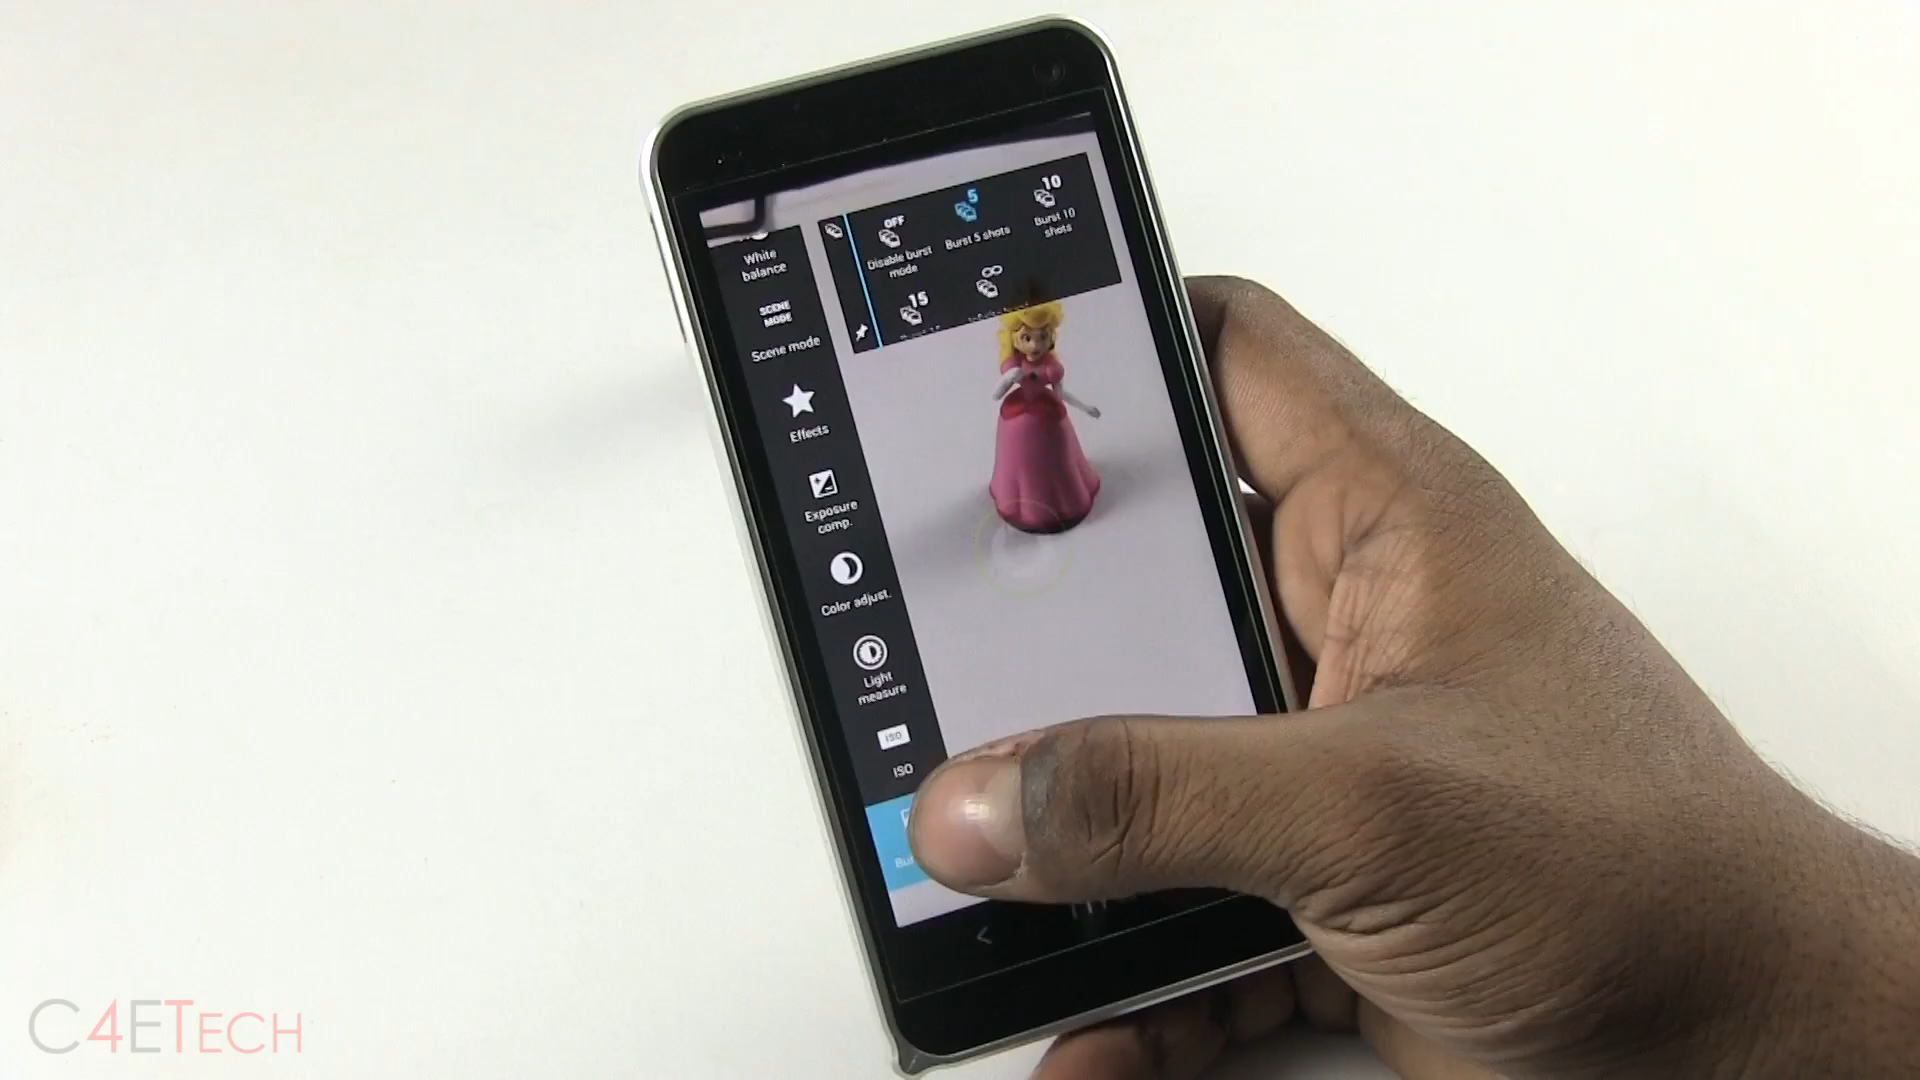 OFF
Disable burst
mode
5
Burst 5 shots
10
Burst 10
shots
15
∞
White
balance
SCENE
MODE
Scene mode
Effects
Exposure
comp.
Color adjust.
Light
measure
ISO
ISO
C4ETECH